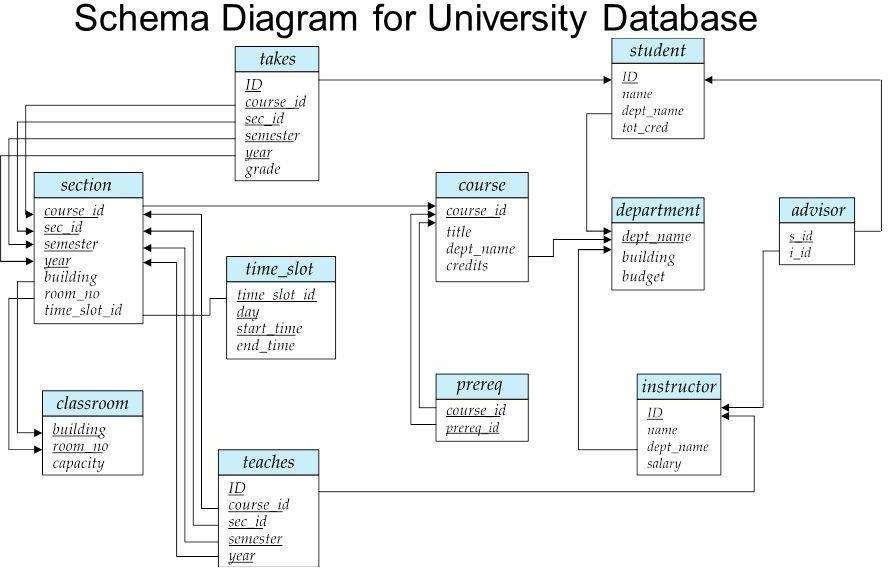 Schema Diagram for University Database
takes
ID
course_id
sec_id
semester
year
grade
student
ID
name
dept_name
tot_cred
section
course_id
sec_id
semester
year
building
room_no
time_slot_id
course
course_id
title
dept_name
credits
department
dept_name
building
budget
advisor
s_id
i_id
time_slot
time_slot_id
day
start_time
end_time
classroom
building
room_no
capacity
prereq
course_id
prereq_id
instructor
ID
name
dept_name
salary
teaches
ID
course_id
sec_id
semester
year